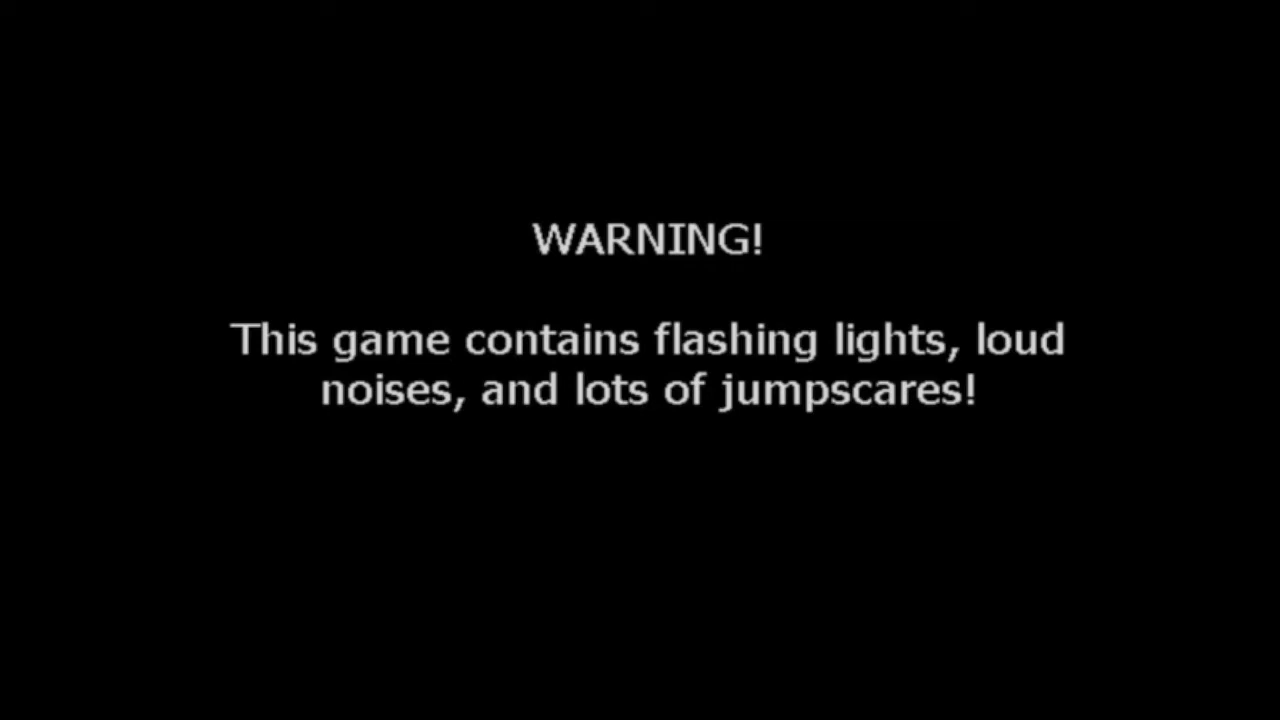 WARNING!
This game contains flashing lights, loud
noises, and lots of jumpscares!